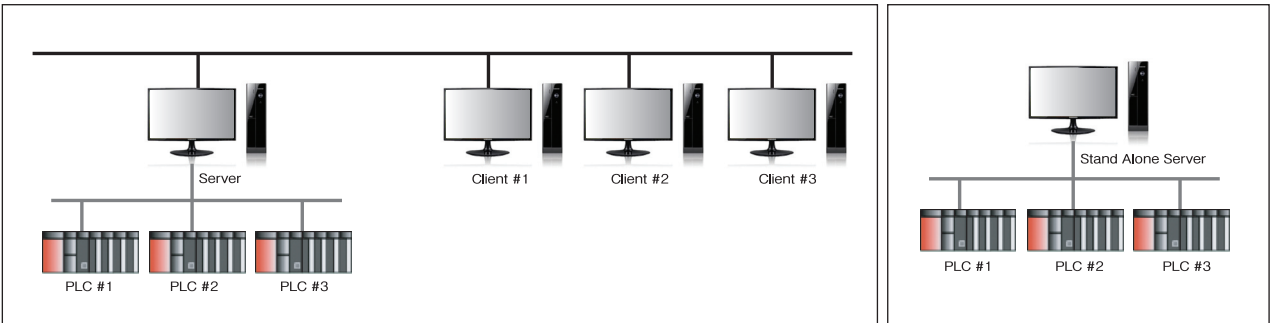 Server
Client #1
Client #2
Client #3
PLC #1
PLC #2
PLC #3
Stand Alone Server
PLC #1
PLC #2
PLC #3